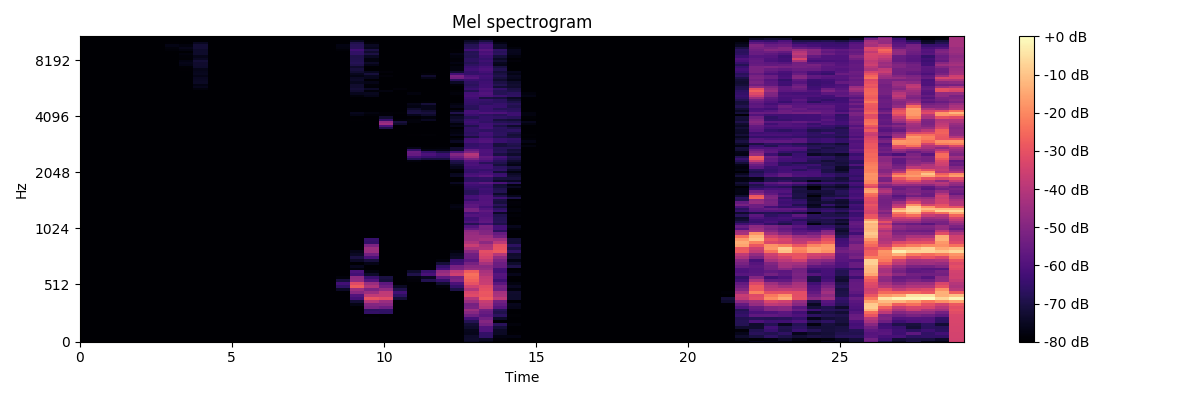 Mel spectrogram
8192
4096
2048
1024
512
0
Hz
0 5 10 15 20 25
Time
+0 dB
-10 dB
-20 dB
-30 dB
-40 dB
-50 dB
-60 dB
-70 dB
-80 dB